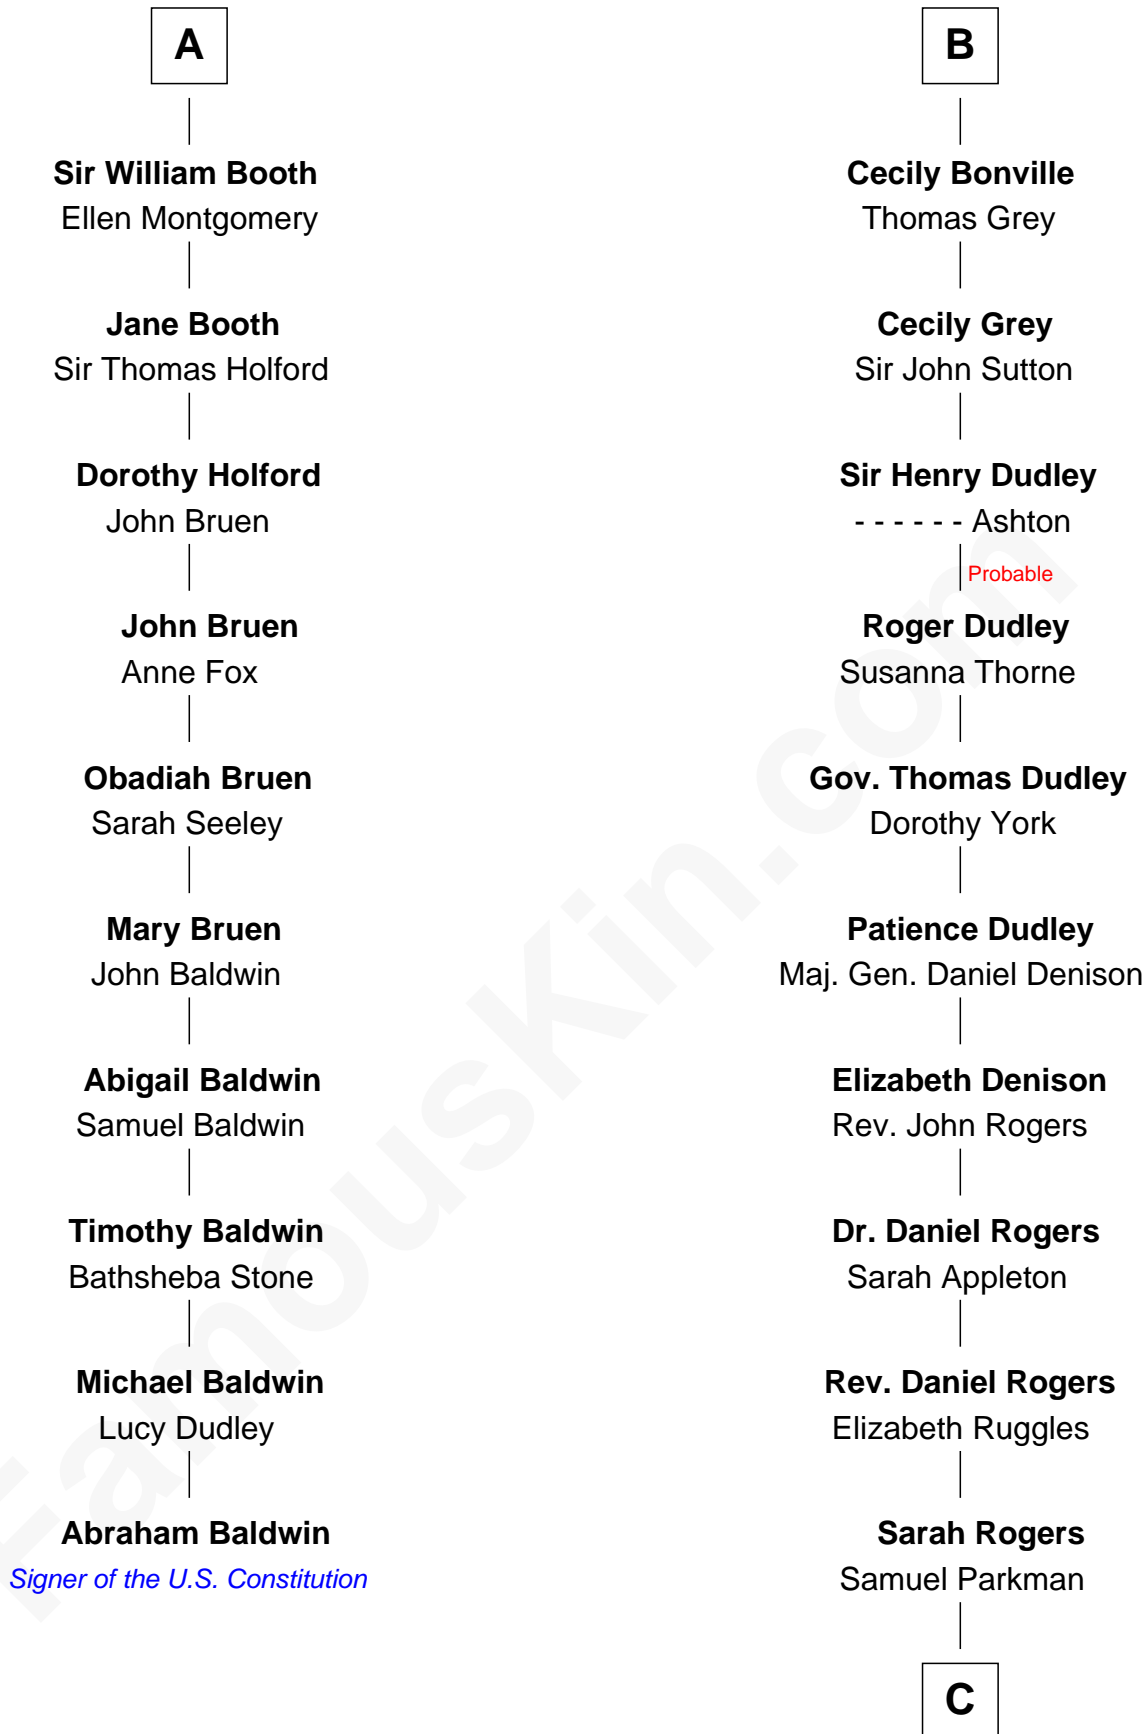 A
Sir William Booth
Ellen Montgomery
Jane Booth
Sir Thomas Holford
Dorothy Holford
John Bruen
John Bruen
Anne Fox
Obadiah Bruen
Sarah Seeley
Mary Bruen
John Baldwin
Abigail Baldwin
Samuel Baldwin
Timothy Baldwin
Bathsheba Stone
Michael Baldwin
Lucy Dudley
Abraham Baldwin
Signer of the U.S. Constitution
B
Cecily Bonville
Thomas Grey
Cecily Grey
Sir John Sutton
Sir Henry Dudley
- - - - - - Ashton
Probable
Roger Dudley
Susanna Thorne
Gov. Thomas Dudley
Dorothy York
Patience Dudley
Maj. Gen. Daniel Denison
Elizabeth Denison
Rev. John Rogers
Dr. Daniel Rogers
Sarah Appleton
Rev. Daniel Rogers
Elizabeth Ruggles
Sarah Rogers
Samuel Parkman
C
FamousKin.com